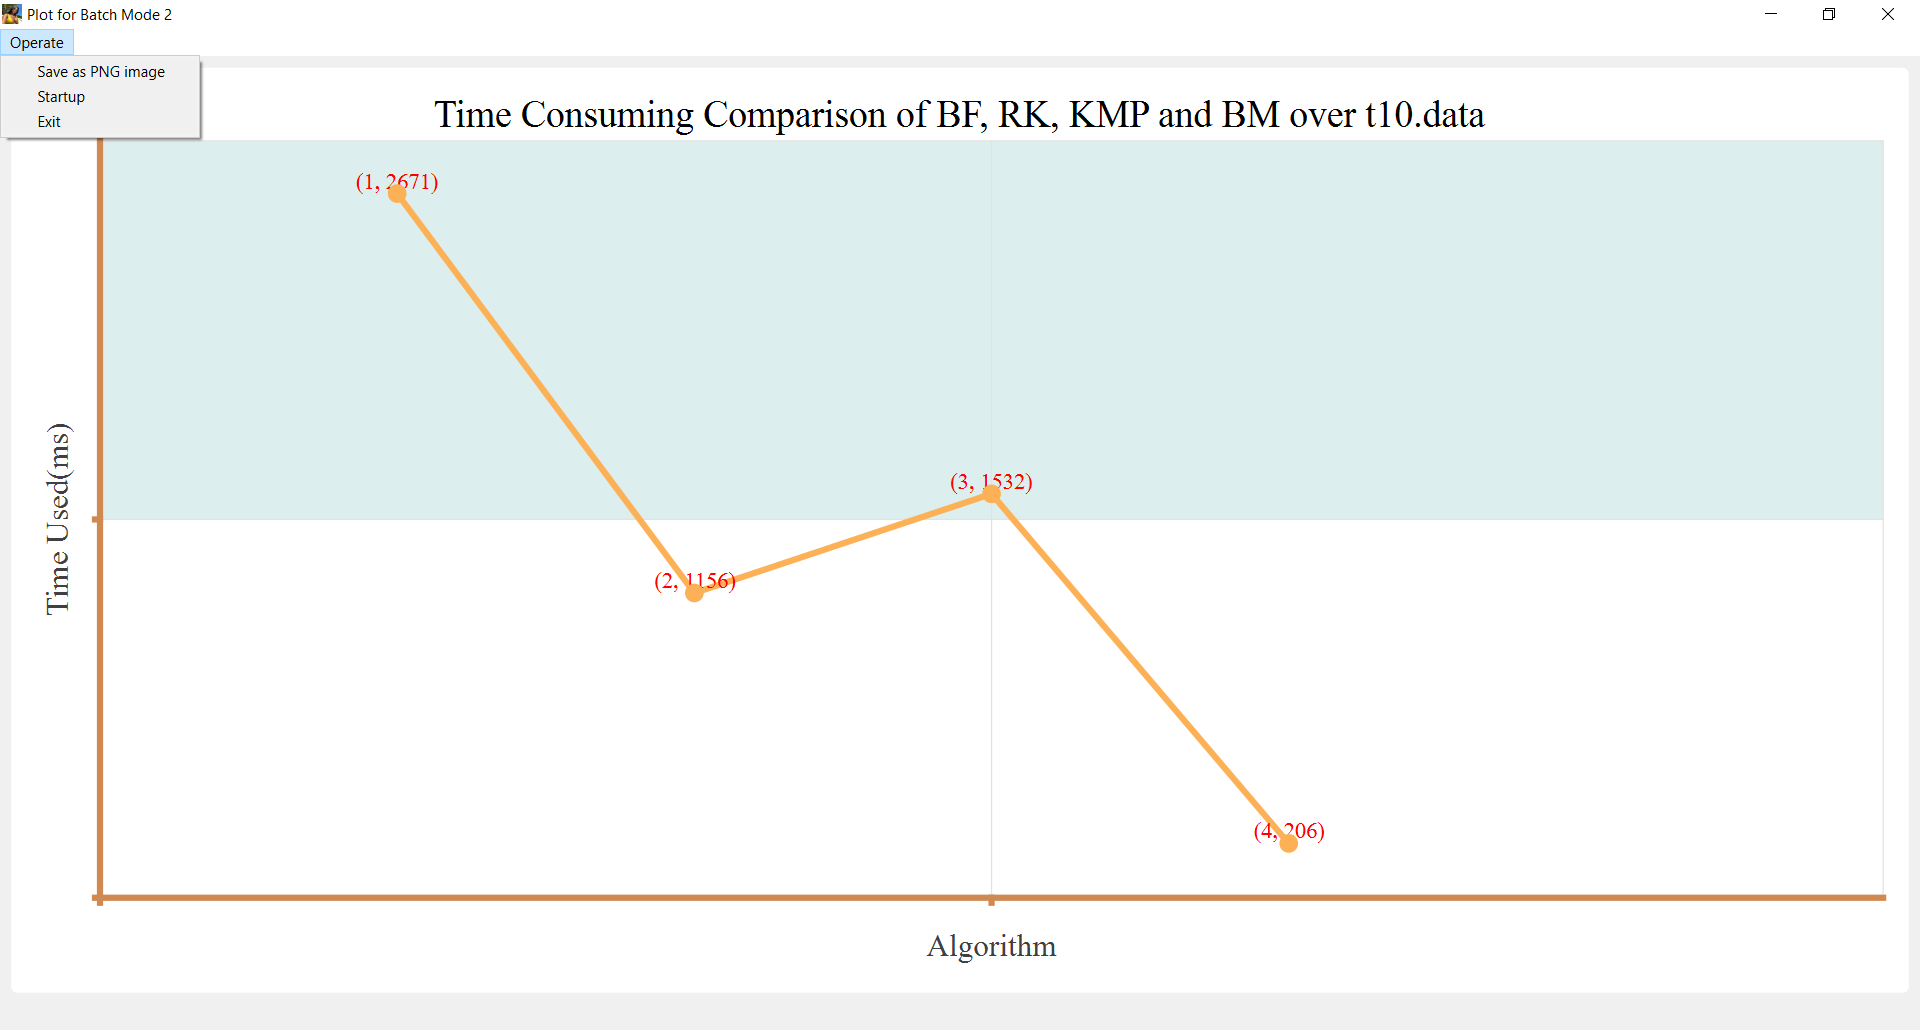 Plot for Batch Mode 2
Operate
Save as PNG image
Startup
Exit
Time Consuming Comparison of BF, RK, KMP and BM over t10.data
(1, 2671)
(3, 1532)
(2, 1156)
(4, 206)
Time Used(ms)
Algorithm